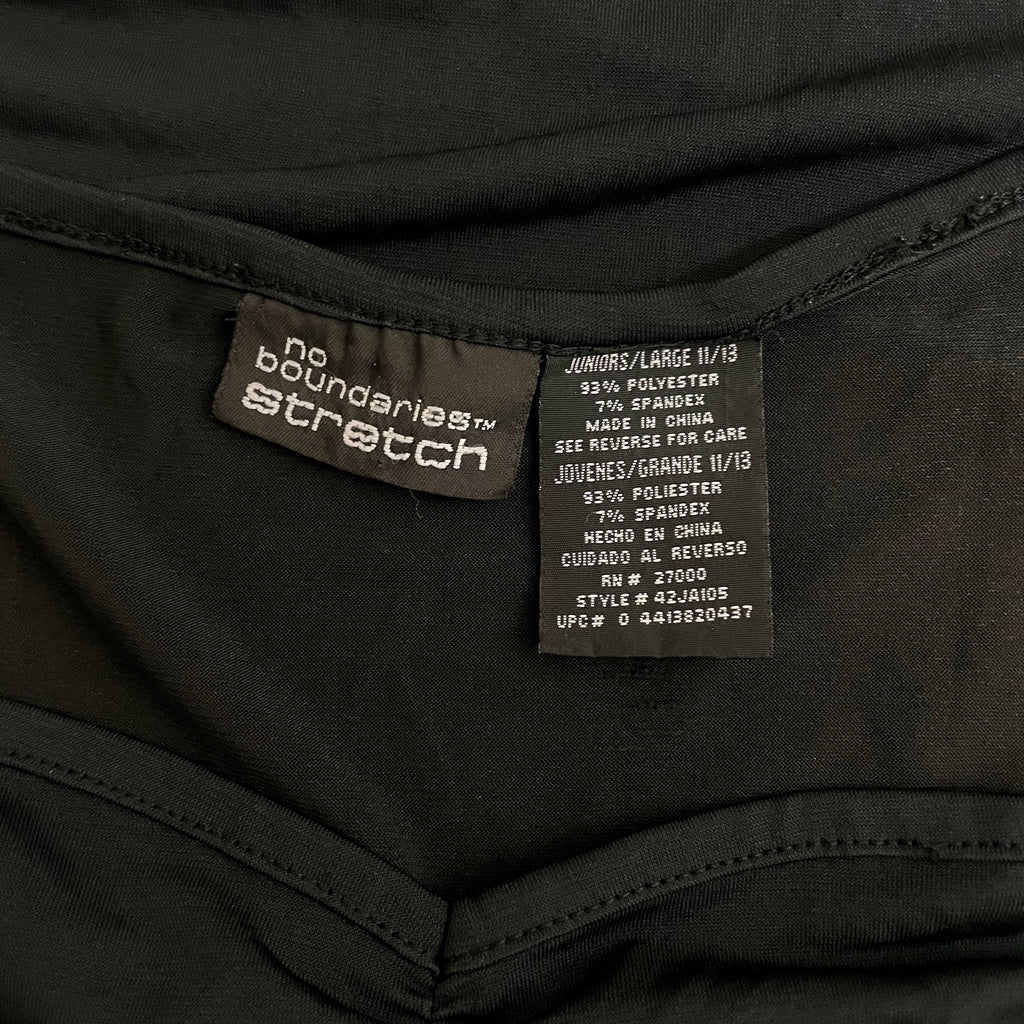 no
boundaries™
stretch
JUNIORS/LARGE 11/13
93% POLYESTER
7% SPANDEX
MADE IN CHINA
SEE REVERSE FOR CARE
JOVENES/GRANDE 11/13
93% POLIESTER
7% SPANDEX
HECHO EN CHINA
CUIDADO AL REVERSO
RN# 27000
STYLE# 42JA105
UPC# 0 4413820437